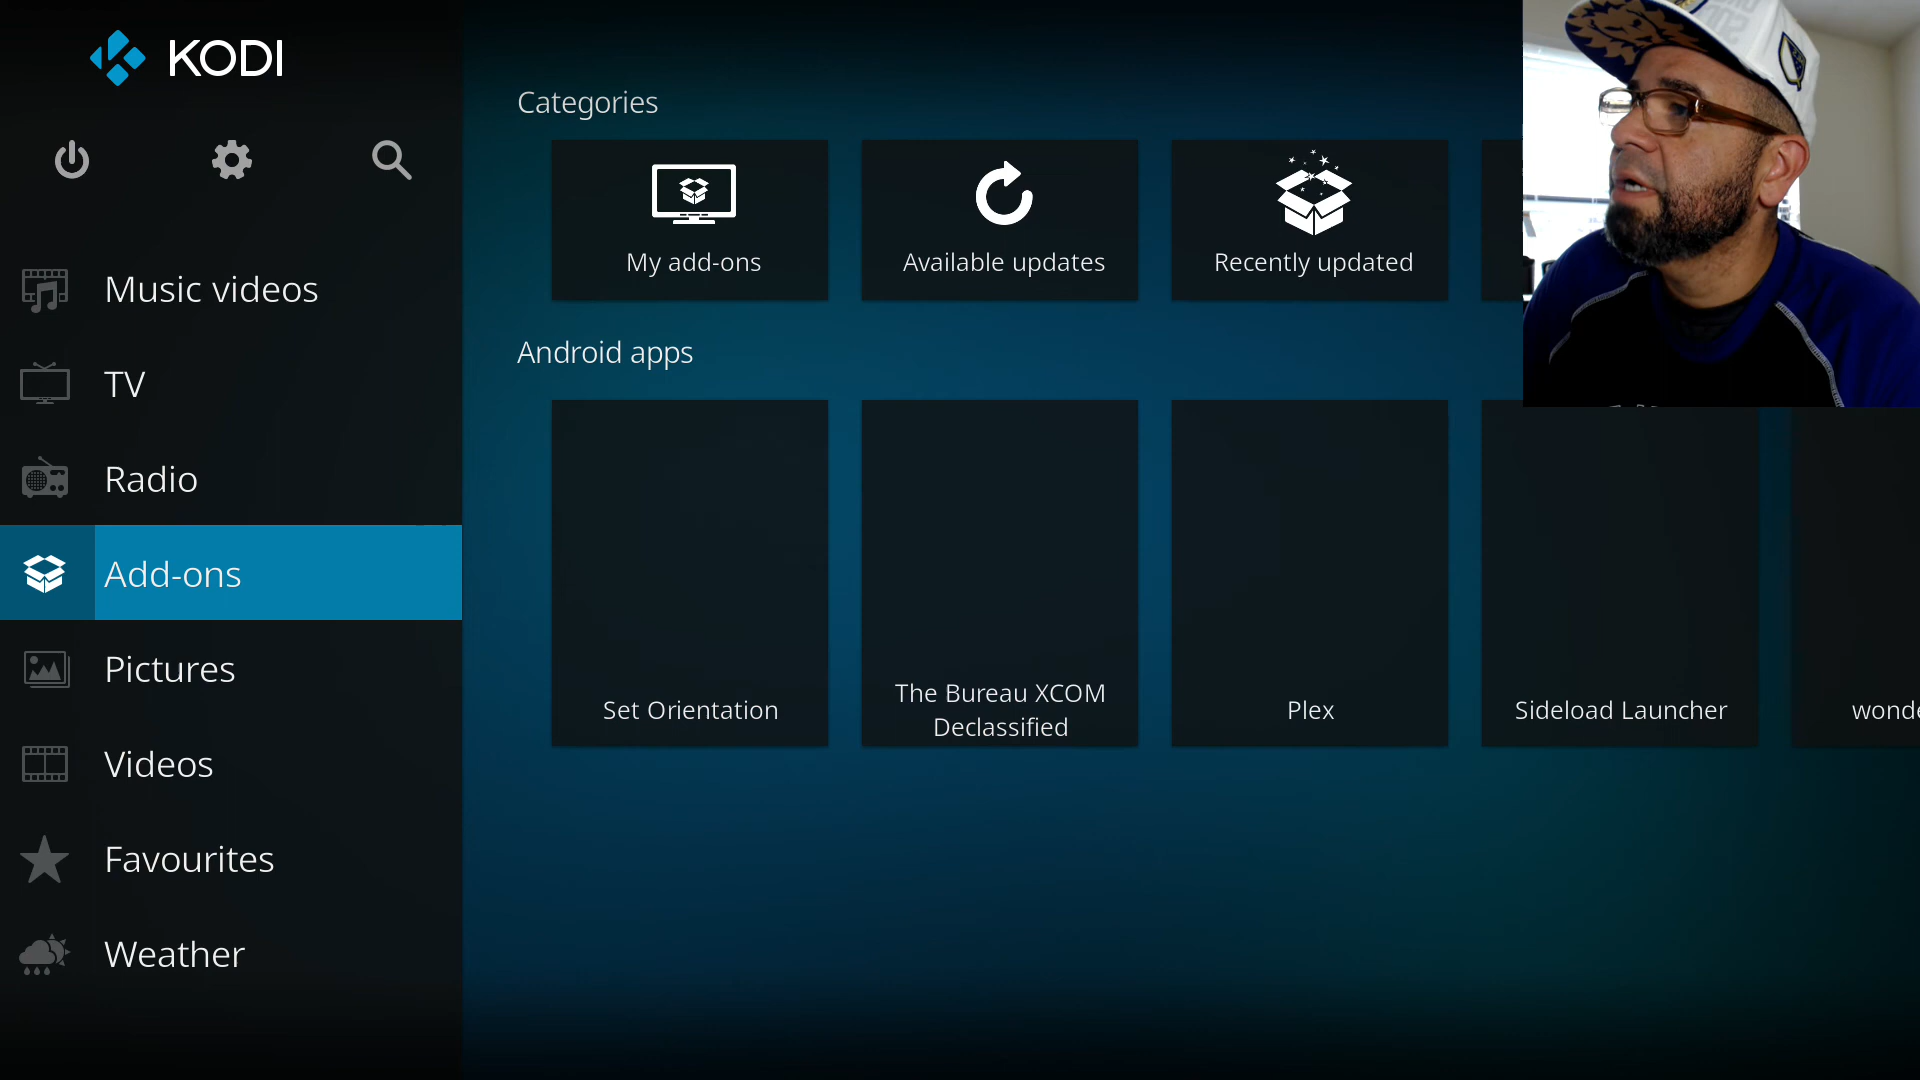 KODI
Music videos
TV
Radio
Add-ons
Pictures
Videos
Favourites
Weather
Categories
My add-ons
Available updates
Recently updated
Android apps
Set Orientation
The Bureau XCOM
Declassified
Plex
Sideload Launcher